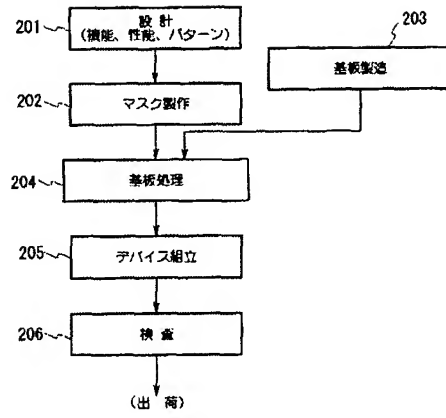 201
設 計
(機能、性能、パターン)
203
基板製造
202
マスク製作
204
基板処理
205
デバイス組立
206
検 査
(出 荷)